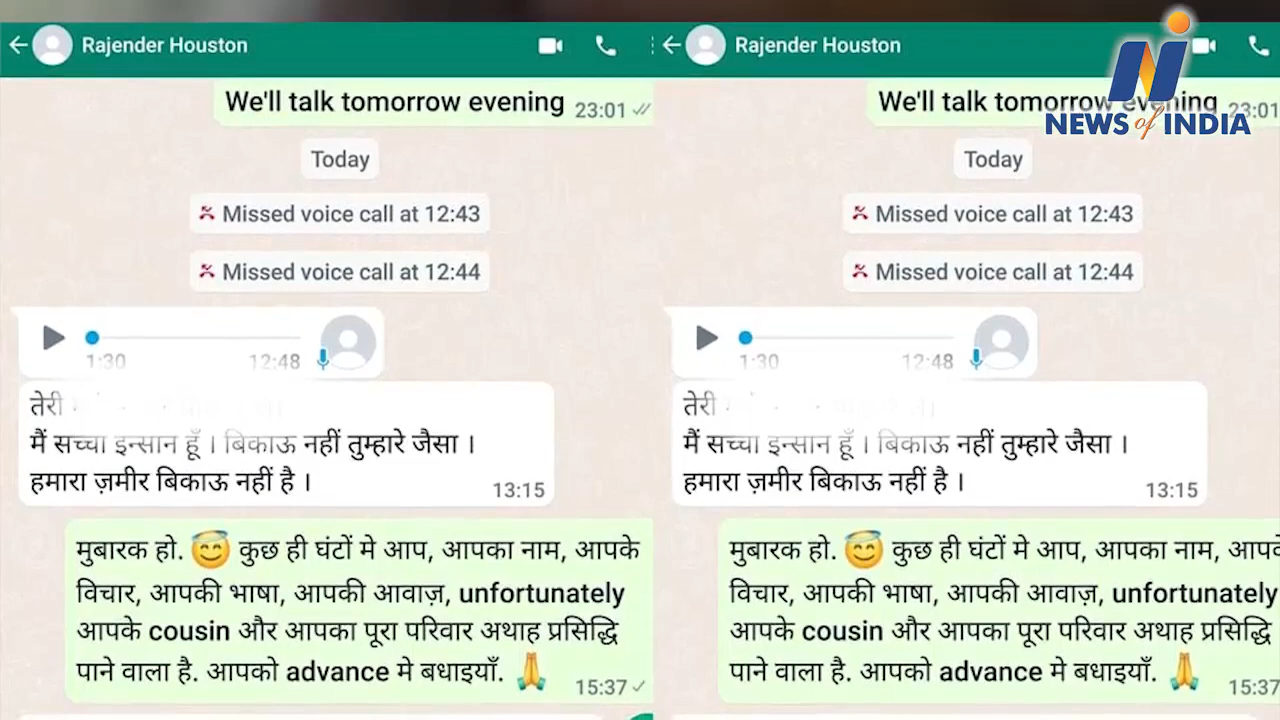 Rajender Houston
We'll talk tomorrow evening 23:01
Today
Missed voice call at 12:43
Missed voice call at 12:44
1:30 12:48
तेरी
मैं सच्चा इन्सान हूँ । बिकाऊ नहीं तुम्हारे जैसा ।
हमारा ज़मीर बिकाऊ नहीं है ।
13:15
मुबारक हो. 😇 कुछ ही घंटों मे आप, आपका नाम, आपके
विचार, आपकी भाषा, आपकी आवाज़, unfortunately
आपके cousin और आपका पूरा परिवार अथाह प्रसिद्धि
पाने वाला है. आपको advance मे बधाइयाँ. 🙏
15:37
Rajender Houston
We'll talk tomorrow evening 23:01
Today
Missed voice call at 12:43
Missed voice call at 12:44
1:30 12:48
तेरी
मैं सच्चा इन्सान हूँ । बिकाऊ नहीं तुम्हारे जैसा ।
हमारा ज़मीर बिकाऊ नहीं है ।
13:15
मुबारक हो. 😇 कुछ ही घंटों मे आप, आपका नाम,
विचार, आपकी भाषा, आपकी आवाज़, unfortunately
आपके cousin और आपका पूरा परिवार अथाह प्रसिद्धि
पाने वाला है. आपको advance मे बधाइयाँ. 🙏
15:37
NEWS of INDIA